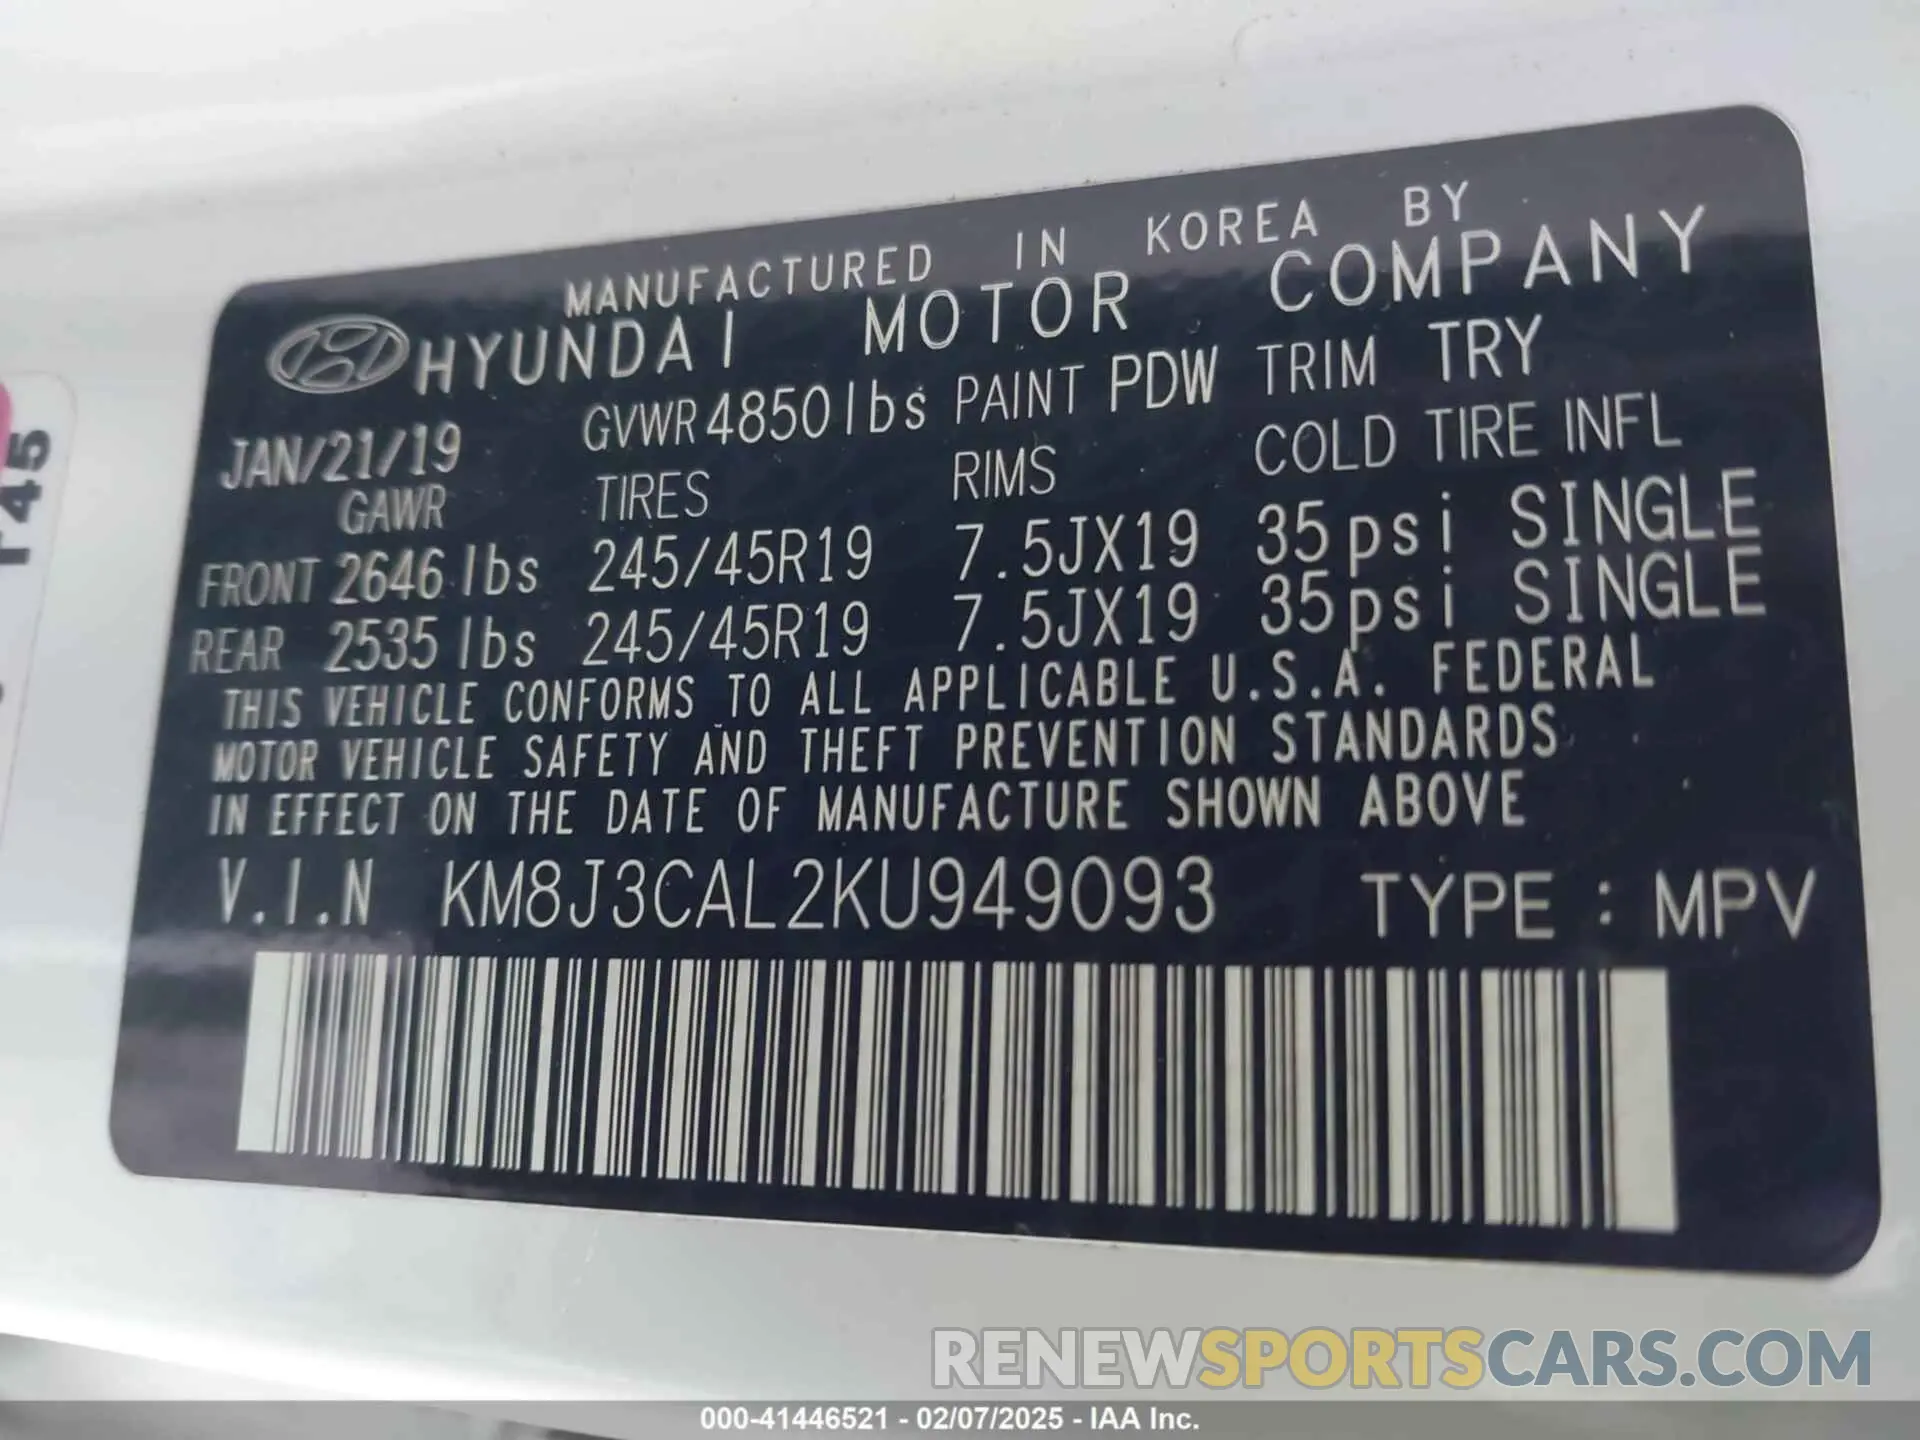 MANUFACTURED IN KOREA BY
HYUNDAI MOTOR COMPANY
JAN/21/19 GVWR 4850 lbs PAINT PDW TRIM TRY
GAWR TIRES RIMS COLD TIRE INFL
FRONT 2646 lbs 245/45R19 7.5JX19 35psi SINGLE
REAR 2535 lbs 245/45R19 7.5JX19 35psi SINGLE
THIS VEHICLE CONFORMS TO ALL APPLICABLE U.S.A. FEDERAL
MOTOR VEHICLE SAFETY AND THEFT PREVENTION STANDARDS
IN EFFECT ON THE DATE OF MANUFACTURE SHOWN ABOVE
V.I.N KM8J3CAL2KU949093 TYPE : MPV
RENEWSPORTSCARS.COM
000-41446521 - 02/07/2025 - IAA Inc.